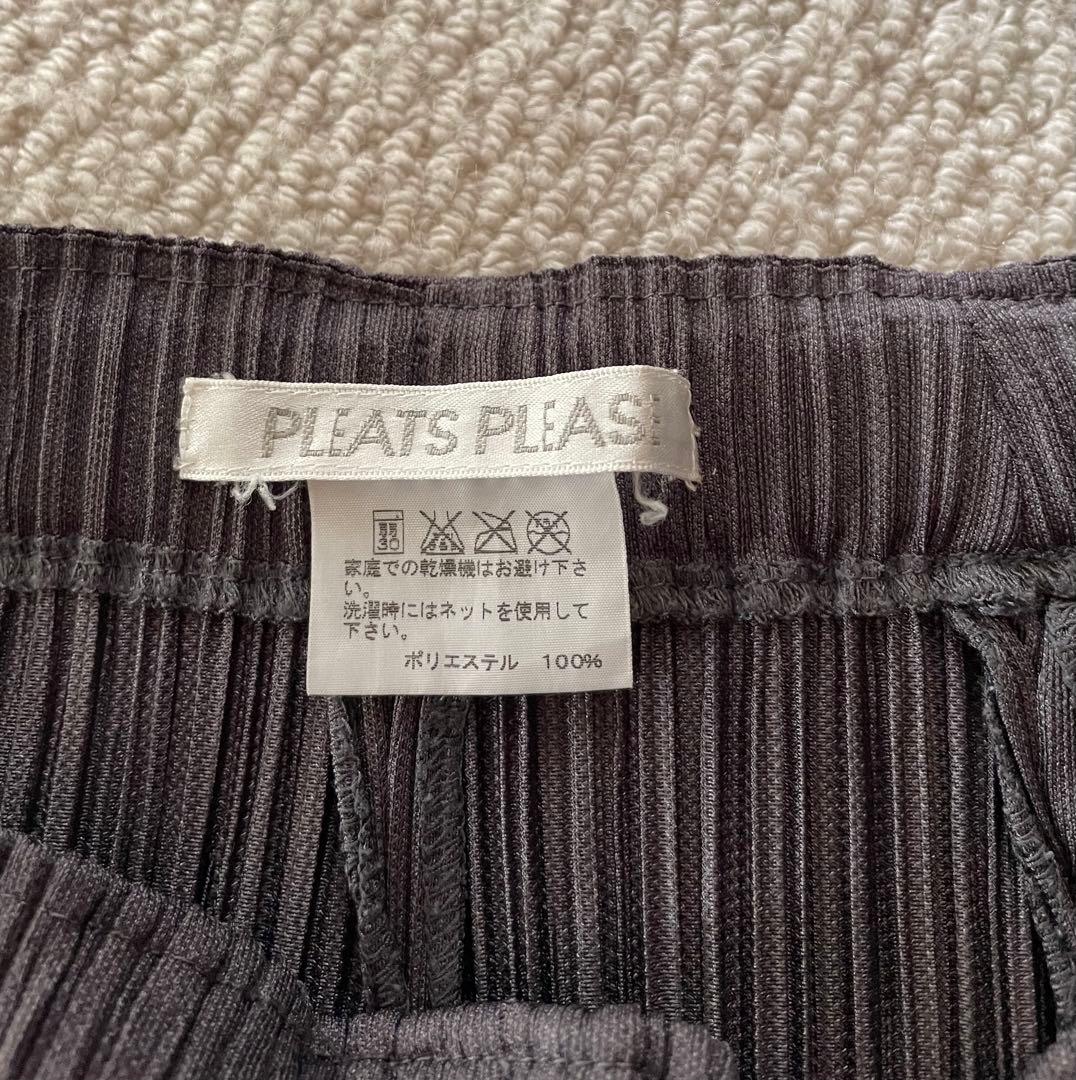 PLEATS PLEASE
弱
30
家庭での乾燥機はお避け下さ
い。
洗濯時にはネットを使用して
下さい。
ポリエステル 100%